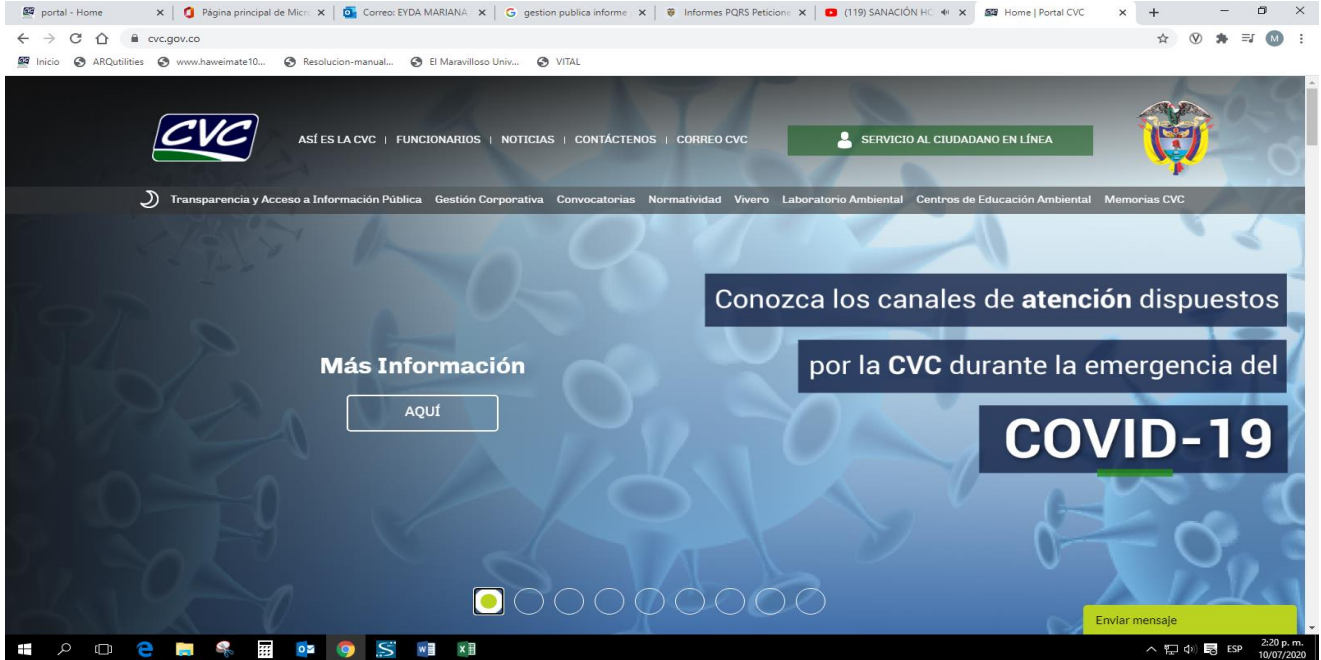 portal - Home
Página principal de Micro
Correo: EYDA MARIANA
gestion publica informe
Informes PQRS Peticione
(119) SANACIÓN HO
Home | Portal CVC
cvc.gov.co
M
Inicio
ARQutilities
www.haweimate10...
Resolucion-manual...
El Maravilloso Univ...
VITAL
CVC
ASÍ ES LA CVC | FUNCIONARIOS | NOTICIAS | CONTÁCTENOS | CORREO CVC
SERVICIO AL CIUDADANO EN LÍNEA
Transparencia y Acceso a Información Pública Gestión Corporativa Convocatorias Normatividad Vivero Laboratorio Ambiental Centros de Educación Ambiental Memorias CVC
Conozca los canales de atención dispuestos
por la CVC durante la emergencia del
COVID-19
Más Información
AQUÍ
Enviar mensaje
ESP
2:20 p. m.
10/07/2020